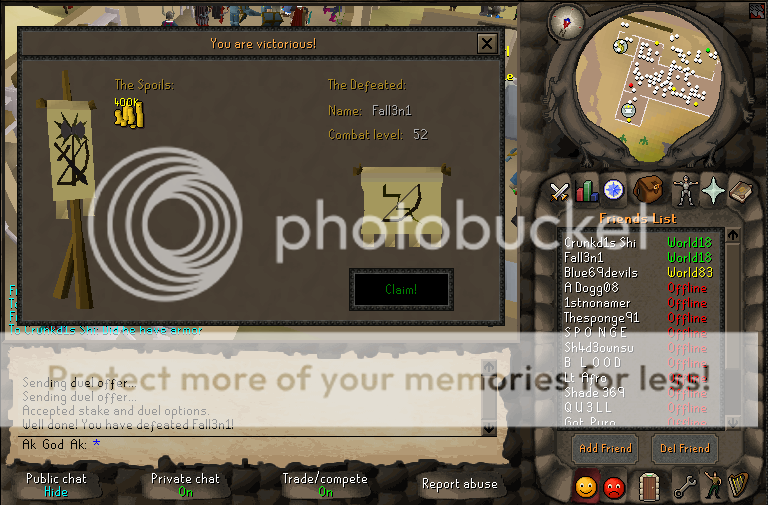 You are victorious!
The Spoils:
400K
The Defeated:
Name: Fall3n1
Combat level: 52
Claim!
photobucket
Protect more of your memories for less!
Friends List
Crunkd1s Shi World18
Fall3n1 World18
Blue69devils World83
A Dogg08 Offline
1stnonamer Offline
Thesponge91 Offline
S P O N G E Offline
Sh4d3ownsu Offline
B L O O D Offline
Lt Afro Offline
Shade 369 Offline
Q U 3 L L Offline
Got Pure Offline
Add Friend
Del Friend
Sending duel offer...
Sending duel offer...
Accepted stake and duel options.
Well done! You have defeated Fall3n1!
Ak God Ak: *
Public chat
Hide
Private chat
On
Trade/compete
On
Report abuse